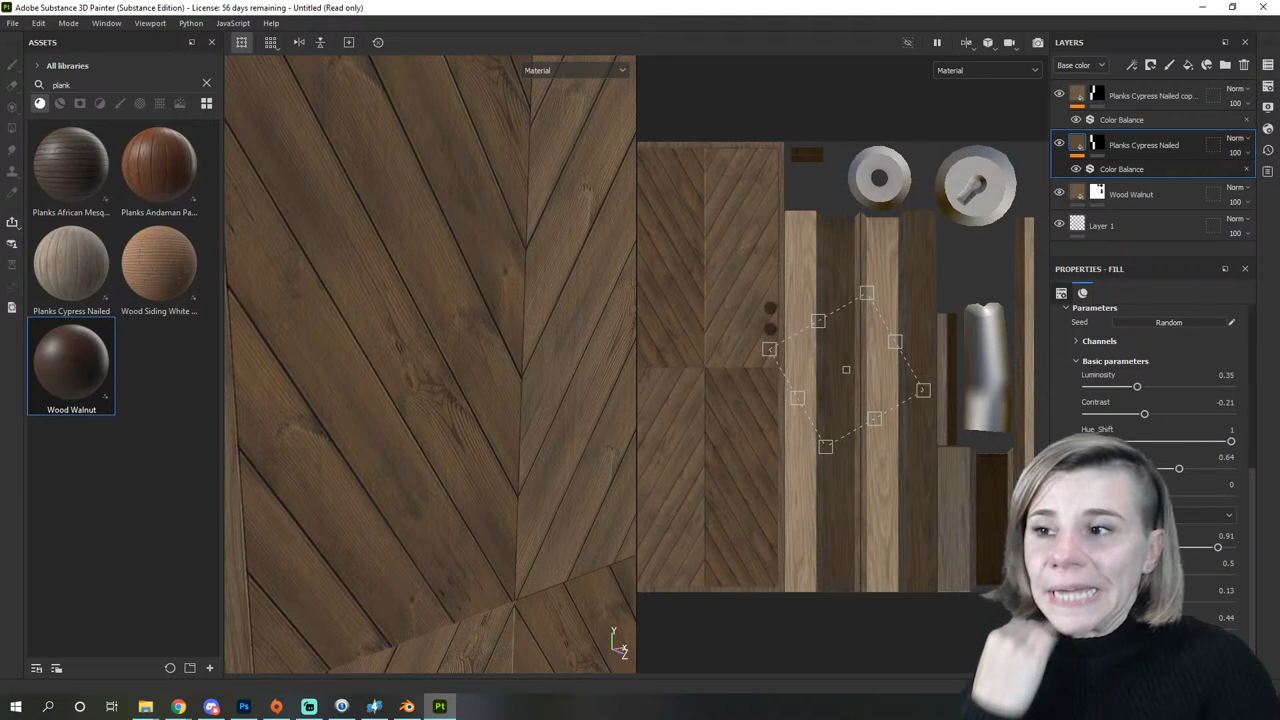 Pt Adobe Substance 3D Painter (Substance Edition) - License: 56 days remaining - Untitled (Read only)
File Edit Mode Window Viewport Python JavaScript Help
ASSETS
All libraries
plank
Planks African Mesq...
Planks Andaman Pa...
Planks Cypress Nailed
Wood Siding White ...
Wood Walnut
Material
Material
Y
Z
LAYERS
Base color
Planks Cypress Nailed cop...
Norm
100
Color Balance
Planks Cypress Nailed
Norm
100
Color Balance
Wood Walnut
Norm
100
Layer 1
Norm
100
PROPERTIES - FILL
Parameters
Seed Random
Channels
Basic parameters
Luminosity 0.35
Contrast -0.21
Hue_Shift 1
0.64
0
0.91
0.5
0.13
0.44
Ps
Pt